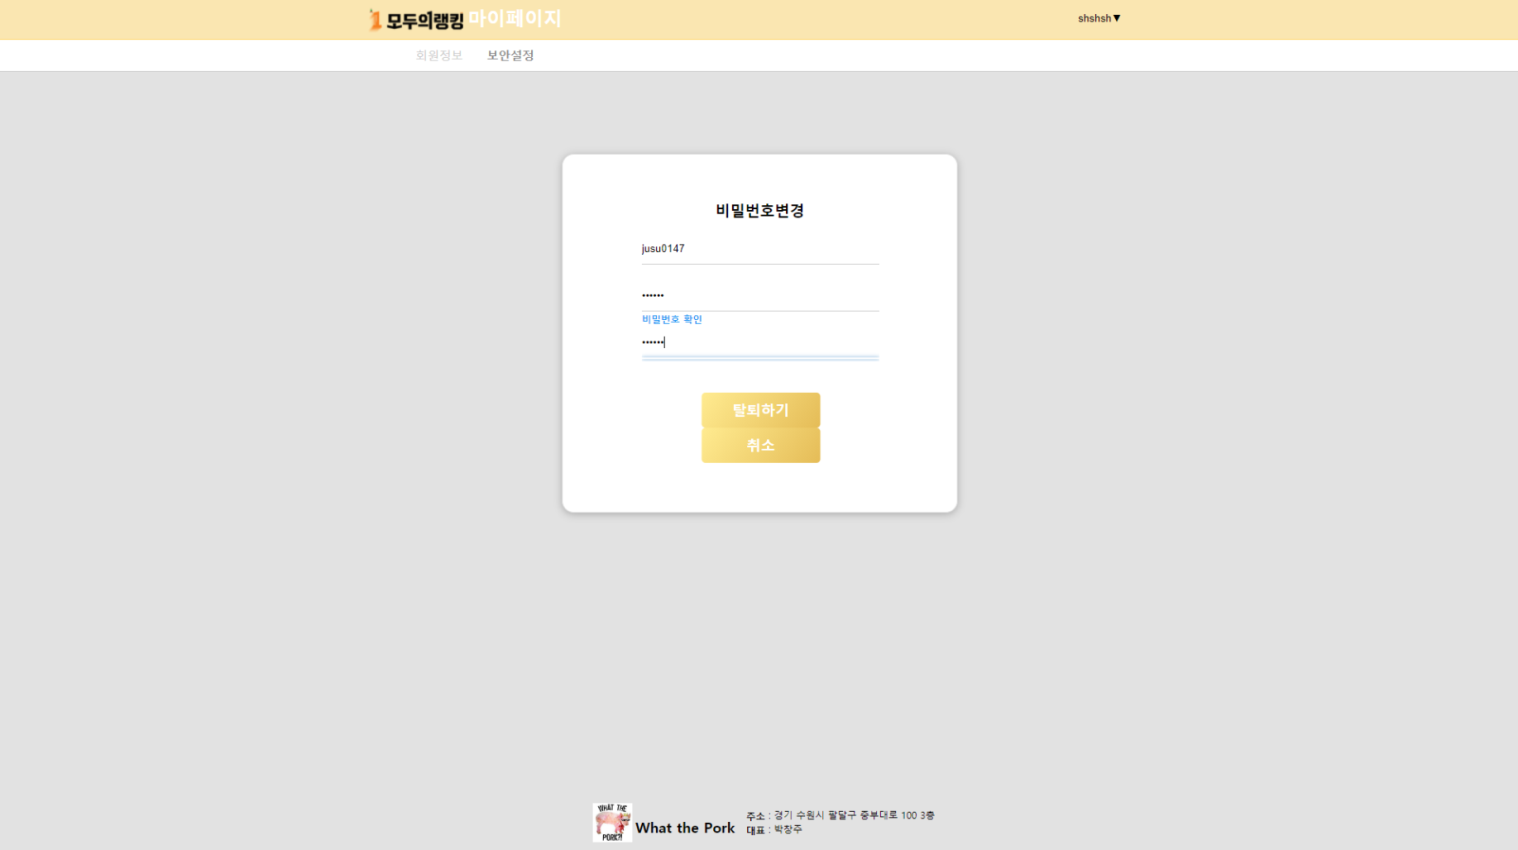 모두의랭킹 마이페이지
shshsh▼
회원정보 보안설정
비밀번호변경
jusu0147
••••••
비밀번호 확인
••••••
탈퇴하기
취소
WHAT THE
PORK?!
What the Pork
주소 : 경기 수원시 팔달구 중부대로 100 3층
대표 : 박창주